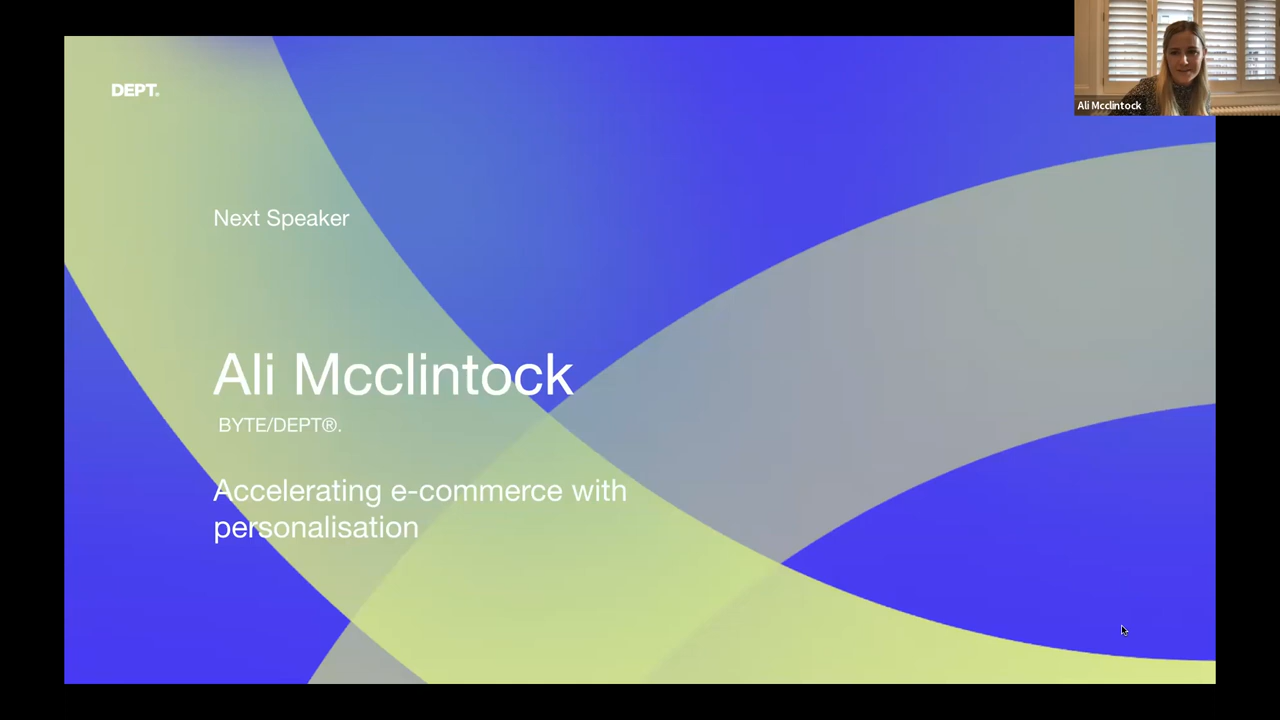 DEPT.
Ali Mcclintock
Next Speaker
Ali Mcclintock
BYTE/DEPT®.
Accelerating e-commerce with
personalisation